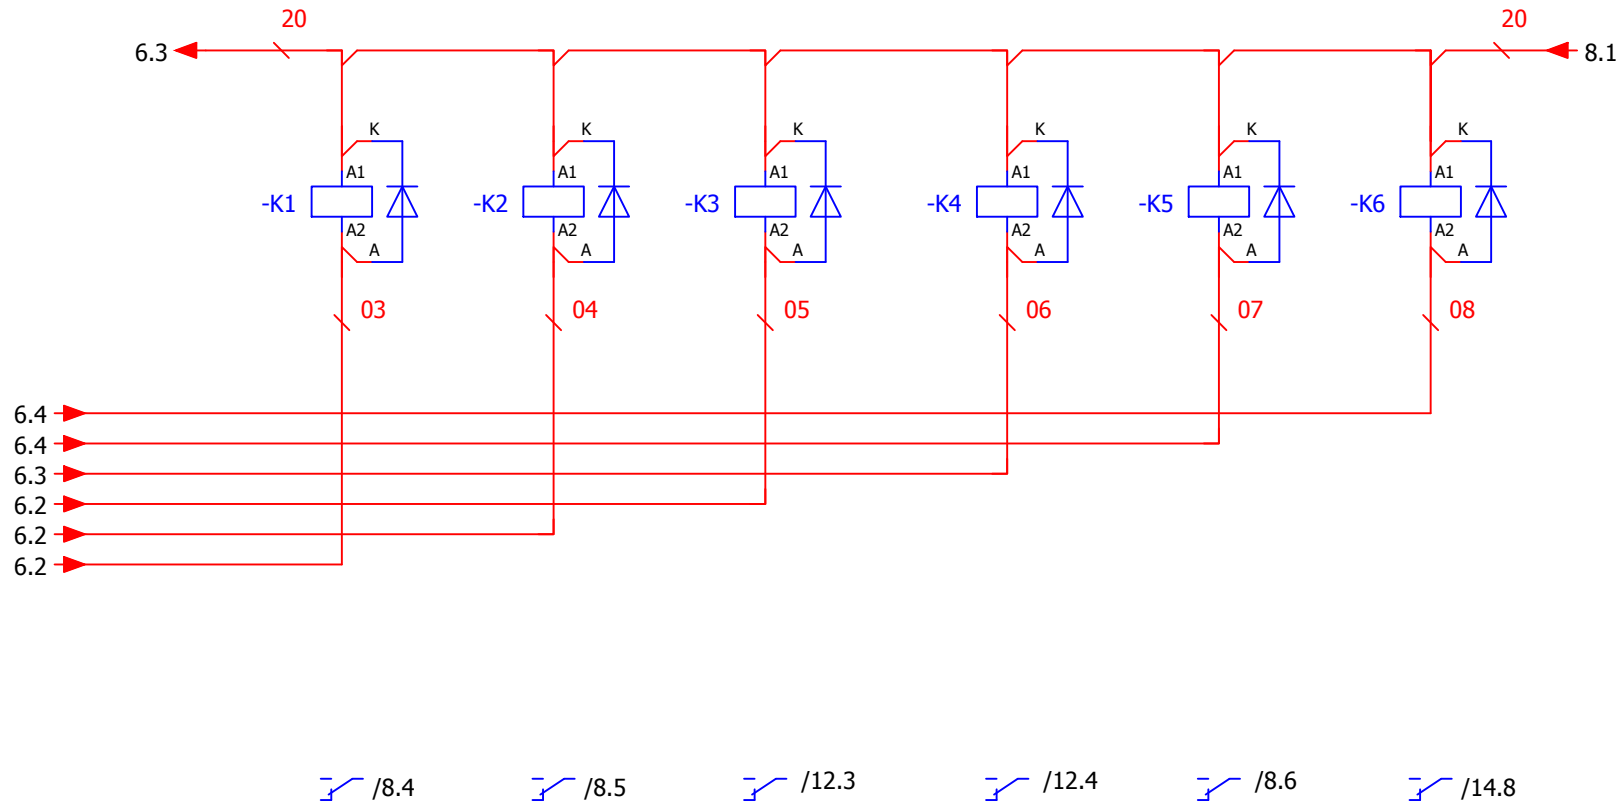 20 20
6.3 8.1
K K K K K K
A1 A1 A1 A1 A1 A1
-K1 -K2 -K3 -K4 -K5 -K6
A2 A2 A2 A2 A2 A2
A A A A A A
03 04 05 06 07 08
6.4
6.4
6.3
6.2
6.2
6.2
/8.4 /8.5 /12.3 /12.4 /8.6 /14.8